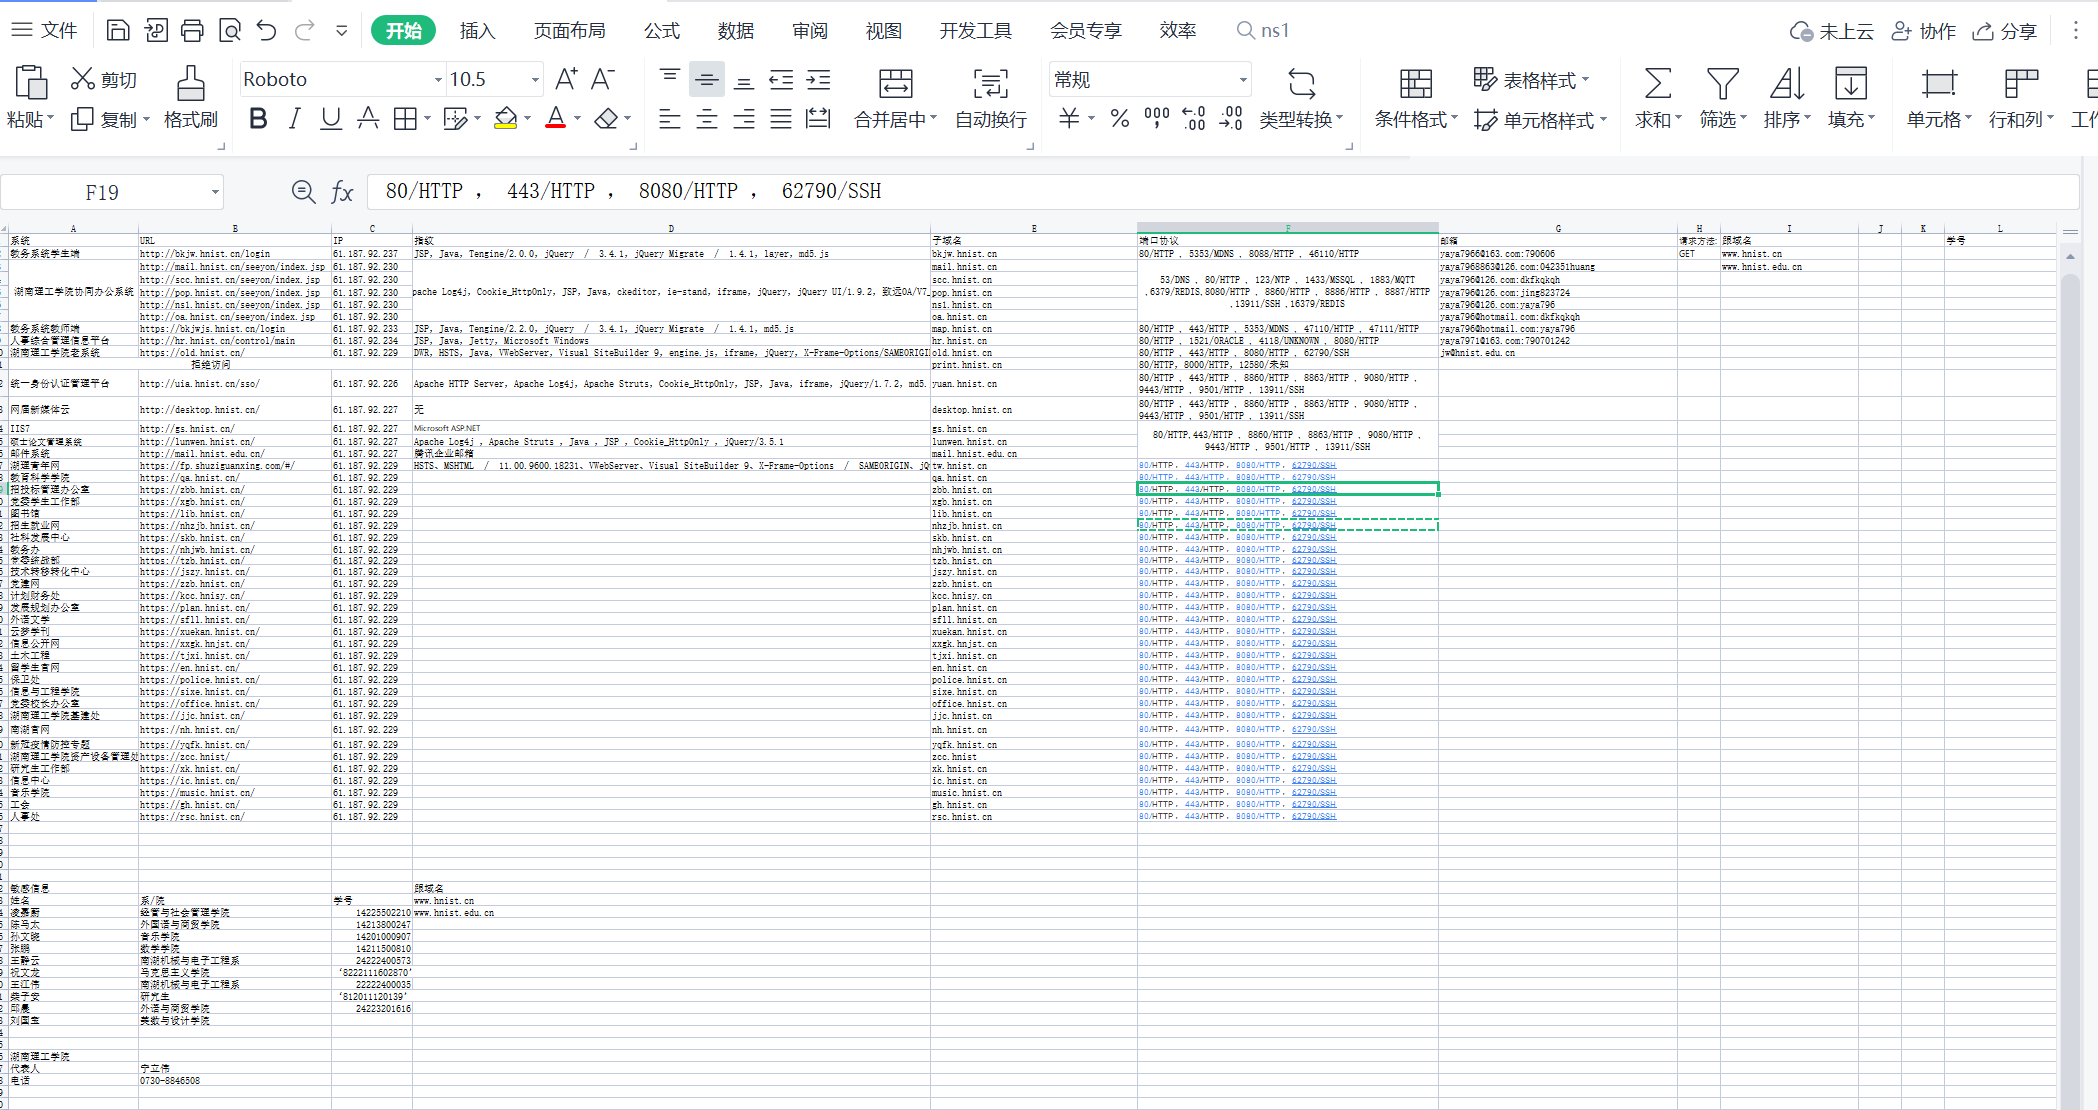 文件 开始 插入 页面布局 公式 数据 审阅 视图 开发工具 会员专享 效率 ns1 未上云 协作 分享
剪切 Roboto 10.5 常规 表格样式
粘贴 复制 格式刷 合并居中 自动换行 类型转换 条件格式 单元格样式 求和 筛选 排序 填充 单元格 行和列
F19 fx 80/HTTP , 443/HTTP , 8080/HTTP , 62790/SSH
A B C D E F G H I J K L
系统 URL IP 指纹 子域名 端口协议 邮箱 请求方法: 跟域名 学号
教务系统学生端 http://bkjw.hnist.cn/login 61.187.92.237 JSP, Java, Tengine/2.0.0, jQuery / 3.4.1, jQuery Migrate / 1.4.1, layer, md5.js bkjw.hnist.cn 80/HTTP , 5353/MDNS , 8088/HTTP , 46110/HTTP GET www.hnist.cn
http://mail.hnist.cn/seeyon/index.jsp 61.187.92.230 mail.hnist.cn www.hnist.edu.cn
http://scc.hnist.cn/seeyon/index.jsp 61.187.92.230 scc.hnist.cn 53/DNS , 80/HTTP , 123/NTP , 1433/MSSQL , 1883/MQTT
湖南理工学院协同办公系统 http://pop.hnist.cn/seeyon/index.jsp 61.187.92.230 pache Log4j, Cookie_HttpOnly, JSP, Java, ckeditor, ie-stand, iframe, jQuery, jQuery UI/1.9.2, 致远OA/V7. pop.hnist.cn ,6379/REDIS,8080/HTTP , 8860/HTTP , 8886/HTTP , 8887/HTTP
http://ns1.hnist.cn/seeyon/index.jsp 61.187.92.230 ns1.hnist.cn ,13911/SSH ,16379/REDIS
http://oa.hnist.cn/seeyon/index.jsp 61.187.92.230 oa.hnist.cn
教务系统教师端 https://bkjwjs.hnist.cn/login 61.187.92.233 JSP, Java, Tengine/2.2.0, jQuery / 3.4.1, jQuery Migrate / 1.4.1, md5.js map.hnist.cn 80/HTTP , 443/HTTP , 5353/MDNS , 47110/HTTP , 47111/HTTP
人事综合管理信息平台 http://hr.hnist.cn/control/main 61.187.92.234 JSP, Java, Jetty, Microsoft Windows hr.hnist.cn 80/HTTP , 1521/ORACLE , 4118/UNKNOWN , 8080/HTTP
湖南理工学院老系统 https://old.hnist.cn/ 61.187.92.229 DWR, HSTS, Java, VWebServer, Visual SiteBuilder 9, engine.js, iframe, jQuery, X-Frame-Options/SAMEORIGI old.hnist.cn 80/HTTP , 443/HTTP , 8080/HTTP , 62790/SSH jw@hnist.edu.cn
拒绝访问 print.hnist.cn 80/HTTP, 8000/HTTP, 12580/未知
统一身份认证管理平台 http://uia.hnist.cn/sso/ 61.187.92.226 Apache HTTP Server, Apache Log4j, Apache Struts, Cookie_HttpOnly, JSP, Java, iframe, jQuery/1.7.2, md5. yuan.hnist.cn 80/HTTP , 443/HTTP , 8860/HTTP , 8863/HTTP , 9080/HTTP ,
9443/HTTP , 9501/HTTP , 13911/SSH
网届新媒体云 http://desktop.hnist.cn/ 61.187.92.227 无 desktop.hnist.cn 80/HTTP , 443/HTTP , 8860/HTTP , 8863/HTTP , 9080/HTTP ,
9443/HTTP , 9501/HTTP , 13911/SSH
IIS7 http://gs.hnist.cn/ 61.187.92.227 Microsoft ASP.NET gs.hnist.cn
硕士论文管理系统 http://lunwen.hnist.cn/ 61.187.92.227 Apache Log4j , Apache Struts , Java , JSP , Cookie_HttpOnly , jQuery/3.5.1 lunwen.hnist.cn 80/HTTP,443/HTTP , 8860/HTTP , 8863/HTTP , 9080/HTTP ,
邮件系统 http://mail.hnist.edu.cn/ 61.187.92.227 腾讯企业邮箱 mail.hnist.edu.cn 9443/HTTP , 9501/HTTP , 13911/SSH
湖理青年网 https://fp.shuziguanxing.com/#/ 61.187.92.229 HSTS、MSHTML / 11.00.9600.18231、VWebServer、Visual SiteBuilder 9、X-Frame-Options / SAMEORIGIN、jQ tw.hnist.cn 80/HTTP , 443/HTTP , 8080/HTTP , 62790/SSH
教育科学学院 https://qa.hnist.cn/ 61.187.92.229 qa.hnist.cn 80/HTTP , 443/HTTP , 8080/HTTP , 62790/SSH
招投标管理办公室 https://zbb.hnist.cn/ 61.187.92.229 zbb.hnist.cn 80/HTTP , 443/HTTP , 8080/HTTP , 62790/SSH
党委学生工作部 https://xgb.hnist.cn/ 61.187.92.229 xgb.hnist.cn 80/HTTP , 443/HTTP , 8080/HTTP , 62790/SSH
图书馆 https://lib.hnist.cn/ 61.187.92.229 lib.hnist.cn 80/HTTP , 443/HTTP , 8080/HTTP , 62790/SSH
招生就业网 https://nhzjb.hnist.cn/ 61.187.92.229 nhzjb.hnist.cn 80/HTTP , 443/HTTP , 8080/HTTP , 62790/SSH
社科发展中心 https://skb.hnist.cn/ 61.187.92.229 skb.hnist.cn 80/HTTP , 443/HTTP , 8080/HTTP , 62790/SSH
教务办 https://nhjwb.hnist.cn/ 61.187.92.229 nhjwb.hnist.cn 80/HTTP , 443/HTTP , 8080/HTTP , 62790/SSH
党委统战部 https://tzb.hnist.cn/ 61.187.92.229 tzb.hnist.cn 80/HTTP , 443/HTTP , 8080/HTTP , 62790/SSH
技术转移转化中心 https://jszy.hnist.cn/ 61.187.92.229 jszy.hnist.cn 80/HTTP , 443/HTTP , 8080/HTTP , 62790/SSH
党建网 https://zzb.hnist.cn/ 61.187.92.229 zzb.hnist.cn 80/HTTP , 443/HTTP , 8080/HTTP , 62790/SSH
计划财务处 https://kcc.hnisy.cn/ 61.187.92.229 kcc.hnisy.cn 80/HTTP , 443/HTTP , 8080/HTTP , 62790/SSH
发展规划办公室 https://plan.hnist.cn/ 61.187.92.229 plan.hnist.cn 80/HTTP , 443/HTTP , 8080/HTTP , 62790/SSH
外语文学 https://sfll.hnist.cn/ 61.187.92.229 sfll.hnist.cn 80/HTTP , 443/HTTP , 8080/HTTP , 62790/SSH
云梦学刊 https://xuekan.hnist.cn/ 61.187.92.229 xuekan.hnist.cn 80/HTTP , 443/HTTP , 8080/HTTP , 62790/SSH
信息公开网 https://xxgk.hnjst.cn/ 61.187.92.229 xxgk.hnjst.cn 80/HTTP , 443/HTTP , 8080/HTTP , 62790/SSH
土木工程 https://tjxi.hnist.cn/ 61.187.92.229 tjxi.hnist.cn 80/HTTP , 443/HTTP , 8080/HTTP , 62790/SSH
留学生官网 https://en.hnist.cn/ 61.187.92.229 en.hnist.cn 80/HTTP , 443/HTTP , 8080/HTTP , 62790/SSH
保卫处 https://police.hnist.cn/ 61.187.92.229 police.hnist.cn 80/HTTP , 443/HTTP , 8080/HTTP , 62790/SSH
信息与工程学院 https://sixe.hnist.cn/ 61.187.92.229 sixe.hnist.cn 80/HTTP , 443/HTTP , 8080/HTTP , 62790/SSH
党委校长办公室 https://office.hnist.cn/ 61.187.92.229 office.hnist.cn 80/HTTP , 443/HTTP , 8080/HTTP , 62790/SSH
湖南理工学院基建处 https://jjc.hnist.cn/ 61.187.92.229 jjc.hnist.cn 80/HTTP , 443/HTTP , 8080/HTTP , 62790/SSH
南湖官网 https://nh.hnist.cn/ 61.187.92.229 nh.hnist.cn 80/HTTP , 443/HTTP , 8080/HTTP , 62790/SSH
新冠疫情防控专题 https://yqfk.hnist.cn/ 61.187.92.229 yqfk.hnist.cn 80/HTTP , 443/HTTP , 8080/HTTP , 62790/SSH
湖南理工学院资产设备管理处 https://zcc.hnist/ 61.187.92.229 zcc.hnist 80/HTTP , 443/HTTP , 8080/HTTP , 62790/SSH
研究生工作部 https://xk.hnist.cn/ 61.187.92.229 xk.hnist.cn 80/HTTP , 443/HTTP , 8080/HTTP , 62790/SSH
信息中心 https://ic.hnist.cn/ 61.187.92.229 ic.hnist.cn 80/HTTP , 443/HTTP , 8080/HTTP , 62790/SSH
音乐学院 https://music.hnist.cn/ 61.187.92.229 music.hnist.cn 80/HTTP , 443/HTTP , 8080/HTTP , 62790/SSH
工会 https://gh.hnist.cn/ 61.187.92.229 gh.hnist.cn 80/HTTP , 443/HTTP , 8080/HTTP , 62790/SSH
人事处 https://rsc.hnist.cn/ 61.187.92.229 rsc.hnist.cn 80/HTTP , 443/HTTP , 8080/HTTP , 62790/SSH
敏感信息 跟域名
姓名 系/院 学号 www.hnist.cn
经管与社会管理学院 www.hnist.edu.cn
外国语与商贸学院
音乐学院
数学学院
南湖机械与电子工程系
马克思主义学院
南湖机械与电子工程系
研究生
外语与商贸学院
美数与设计学院
湖南理工学院
代表人 宁立伟
电话 0730-8846508